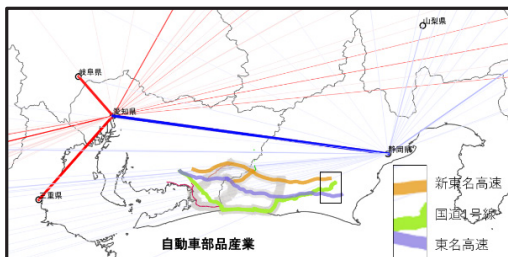 山梨県
岐阜県
愛知県
静岡県
三重県
新東名高速
国道1号線
東名高速
自動車部品産業